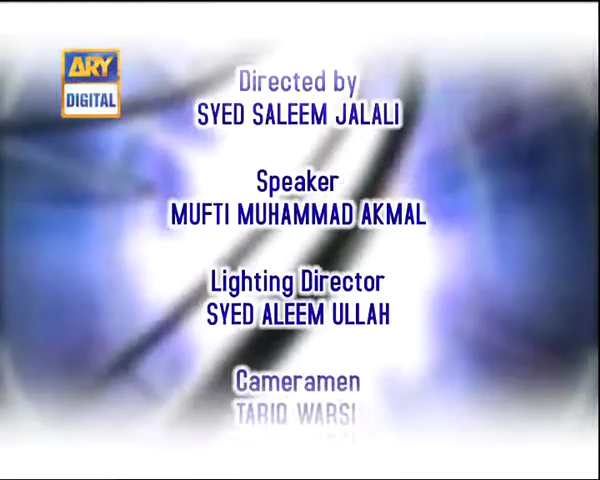 ARY
DIGITAL
Directed by
SYED SALEEM JALALI
Speaker
MUFTI MUHAMMAD AKMAL
Lighting Director
SYED ALEEM ULLAH
Cameramen
TARIQ WARSI